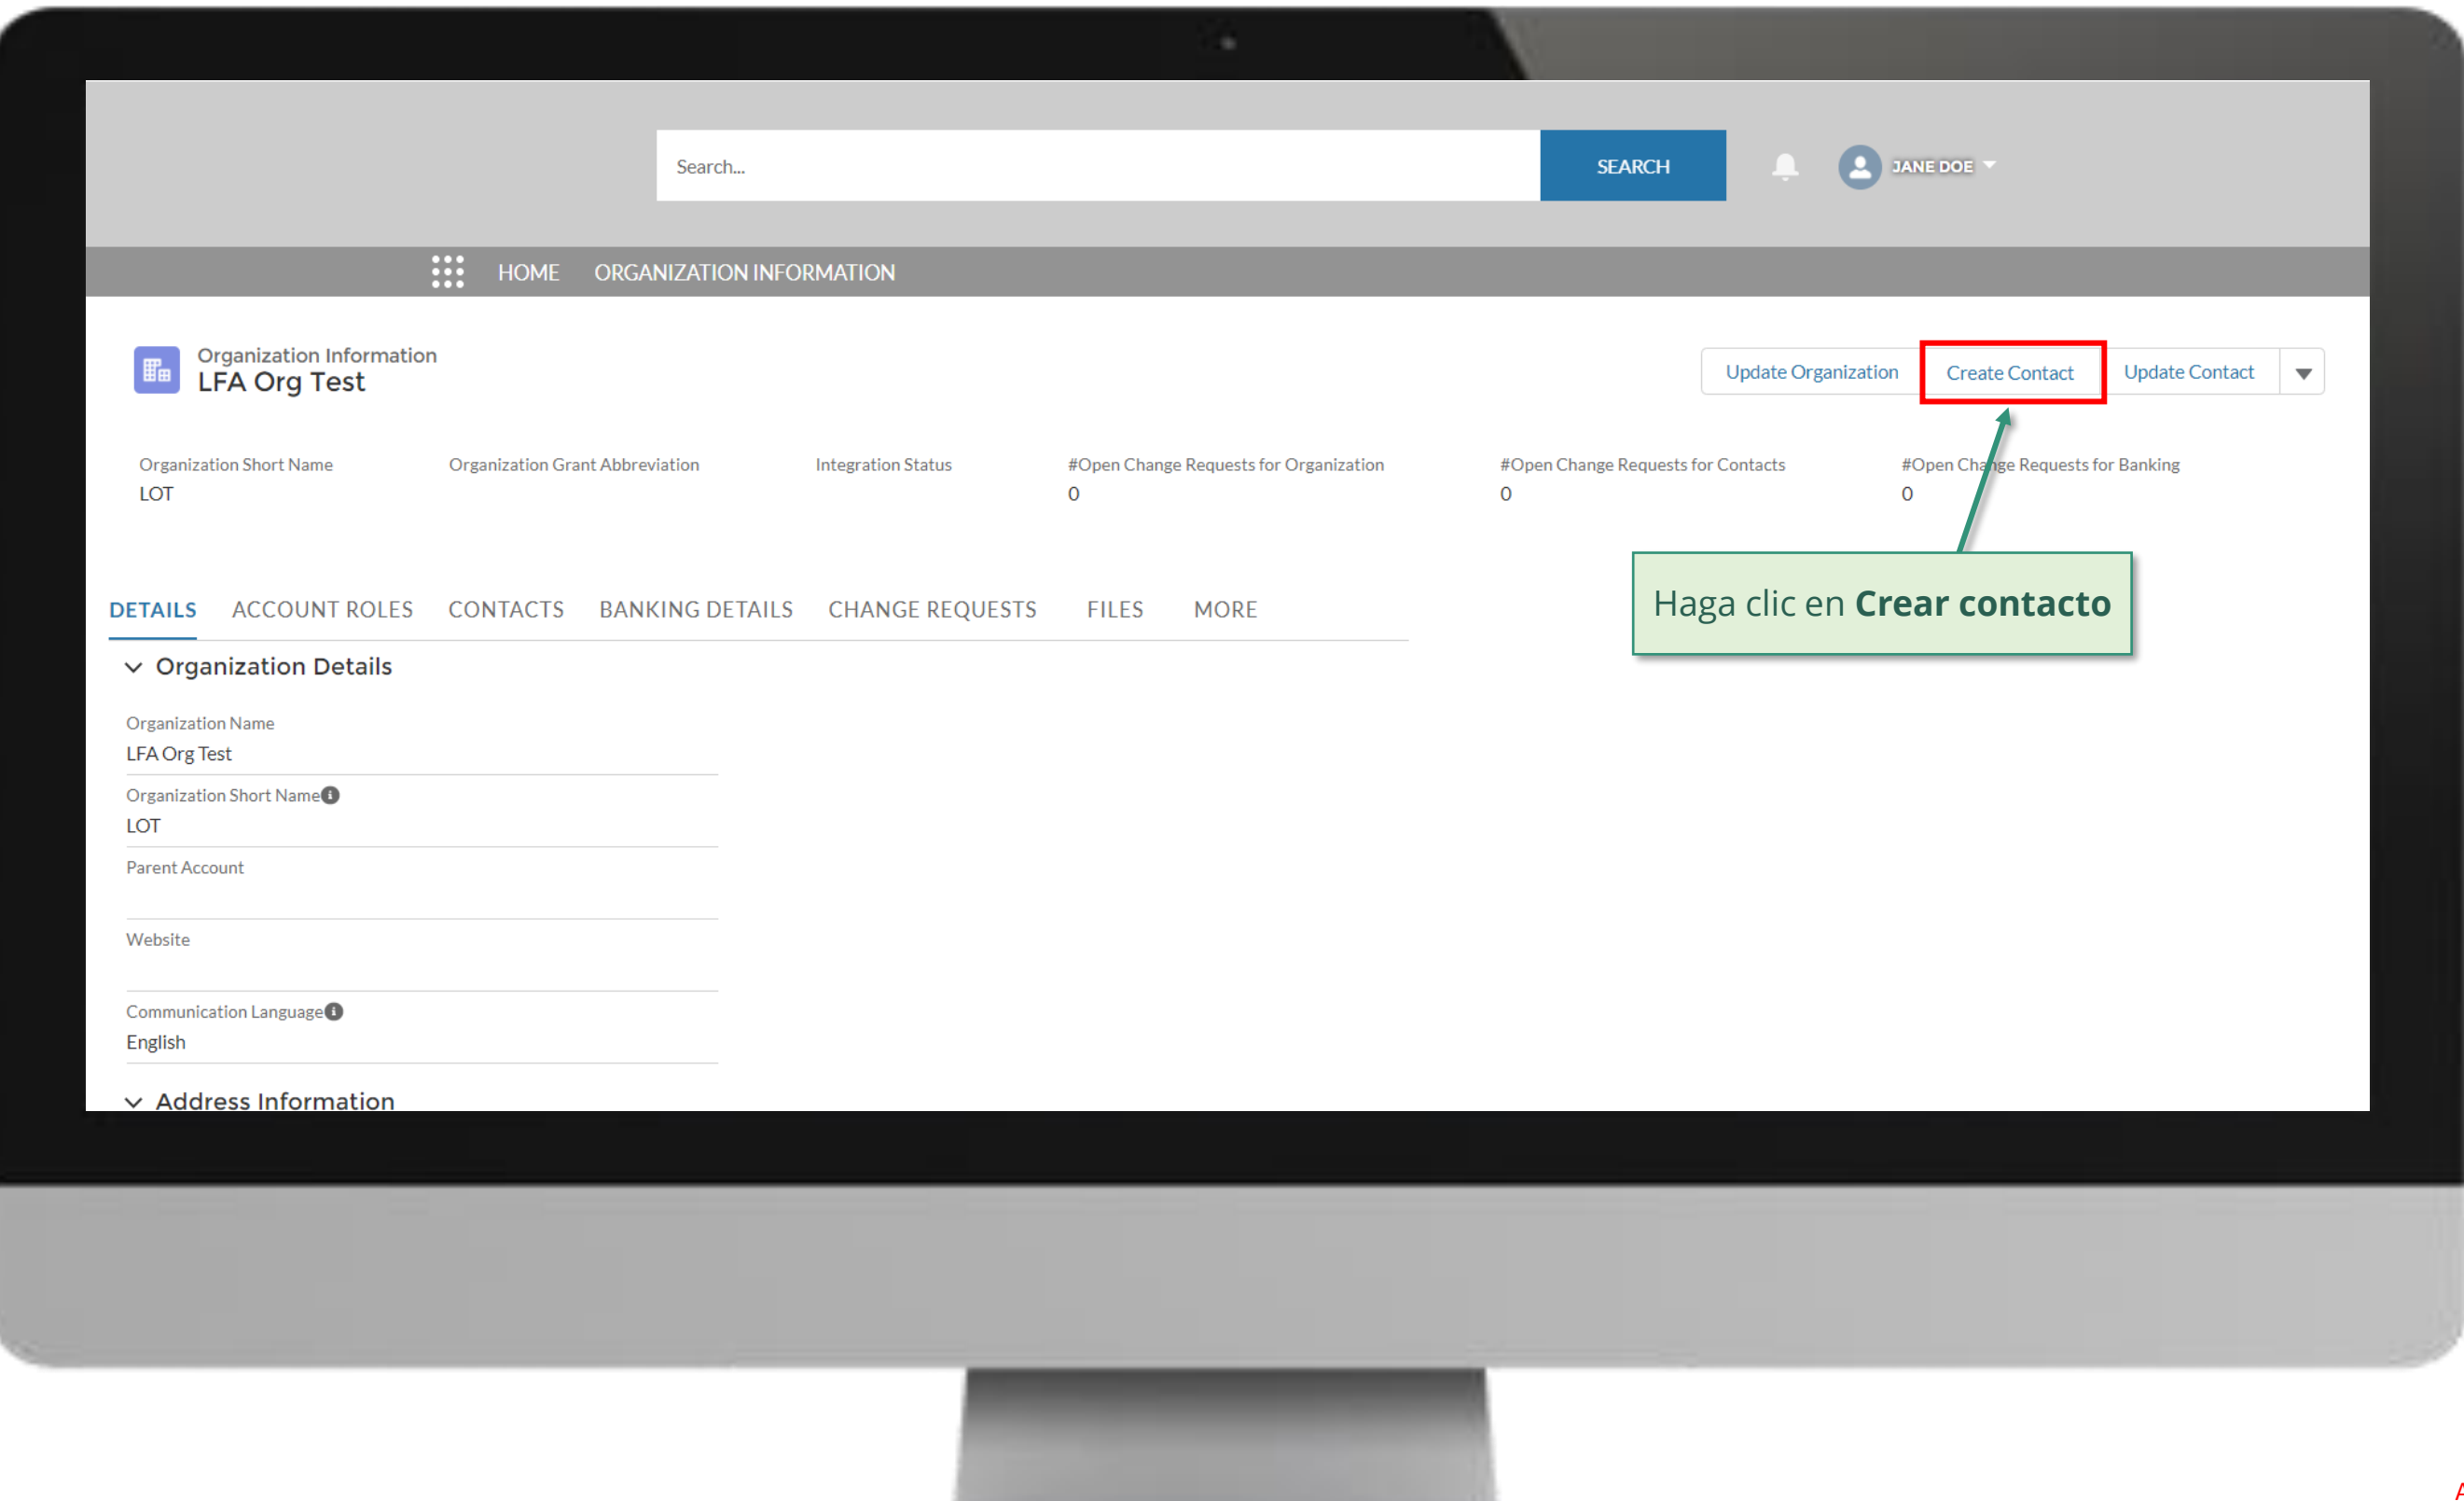 Search...
SEARCH
JANE DOE
HOME
ORGANIZATION INFORMATION
Organization Information
LFA Org Test
Update Organization
Create Contact
Update Contact
Organization Short Name
Organization Grant Abbreviation
Integration Status
#Open Change Requests for Organization
#Open Change Requests for Contacts
#Open Change Requests for Banking
LOT
0
0
0
Haga clic en Crear contacto
DETAILS
ACCOUNT ROLES
CONTACTS
BANKING DETAILS
CHANGE REQUESTS
FILES
MORE
Organization Details
Organization Name
LFA Org Test
Organization Short Name
LOT
Parent Account
Website
Communication Language
English
Address Information